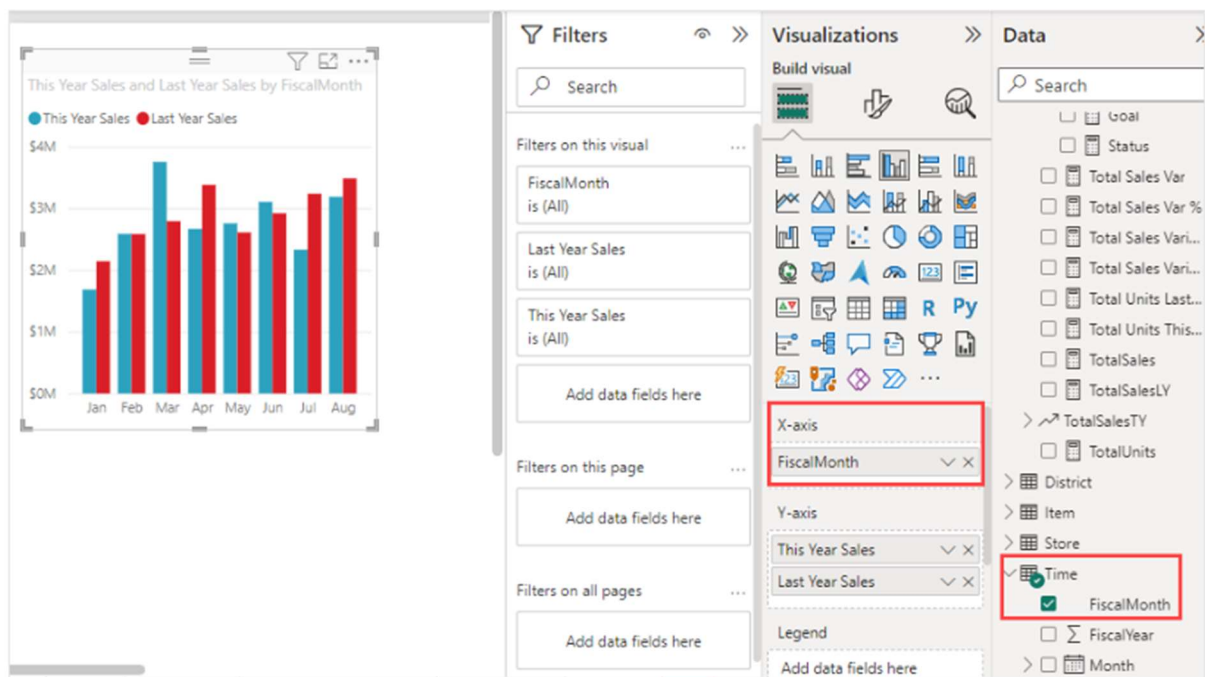 This Year Sales and Last Year Sales by FiscalMonth
This Year Sales Last Year Sales
$4M
$3M
$2M
$1M
$0M
Jan Feb Mar Apr May Jun Jul Aug
Filters
Search
Filters on this visual
FiscalMonth
is (All)
Last Year Sales
is (All)
This Year Sales
is (All)
Add data fields here
Filters on this page
Add data fields here
Filters on all pages
Add data fields here
Visualizations
Build visual
123
R Py
123
X-axis
FiscalMonth
Y-axis
This Year Sales
Last Year Sales
Legend
Add data fields here
Data
Search
Goal
Status
Total Sales Var
Total Sales Var %
Total Sales Vari...
Total Sales Vari...
Total Units Last...
Total Units This...
TotalSales
TotalSalesLY
TotalSalesTY
TotalUnits
District
Item
Store
Time
FiscalMonth
FiscalYear
Month